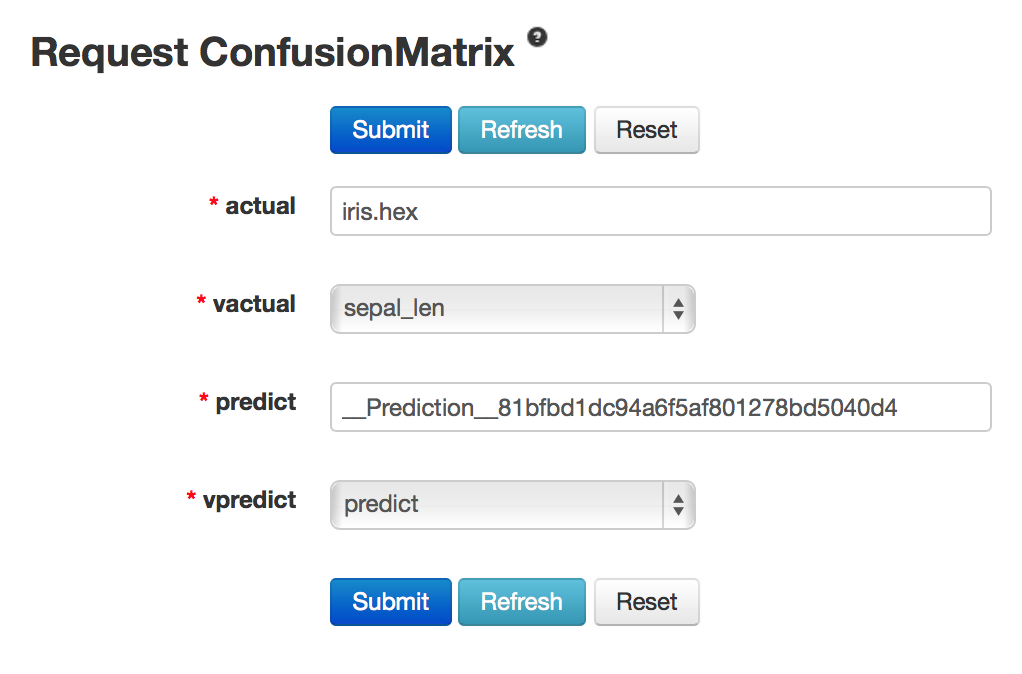 Request ConfusionMatrix ?
Submit Refresh Reset
* actual iris.hex
* vactual sepal_len
* predict __Prediction__81bfbd1dc94a6f5af801278bd5040d4
* vpredict predict
Submit Refresh Reset